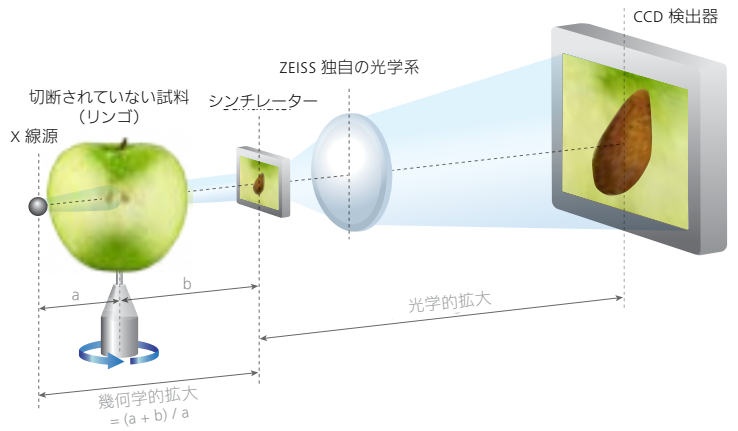 CCD 検出器
ZEISS 独自の光学系
切断されていない試料
（リンゴ）
シンチレーター
X 線源
a
b
光学的拡大
幾何学的拡大
= (a + b) / a